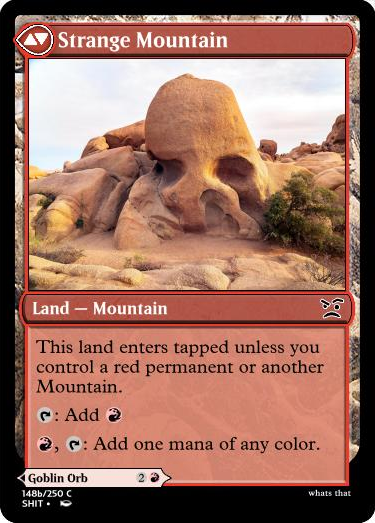 Strange Mountain
Land — Mountain
This land enters tapped unless you
control a red permanent or another
Mountain.
: Add
, : Add one mana of any color.
Goblin Orb 2
148b/250 C
SHIT •
whats that